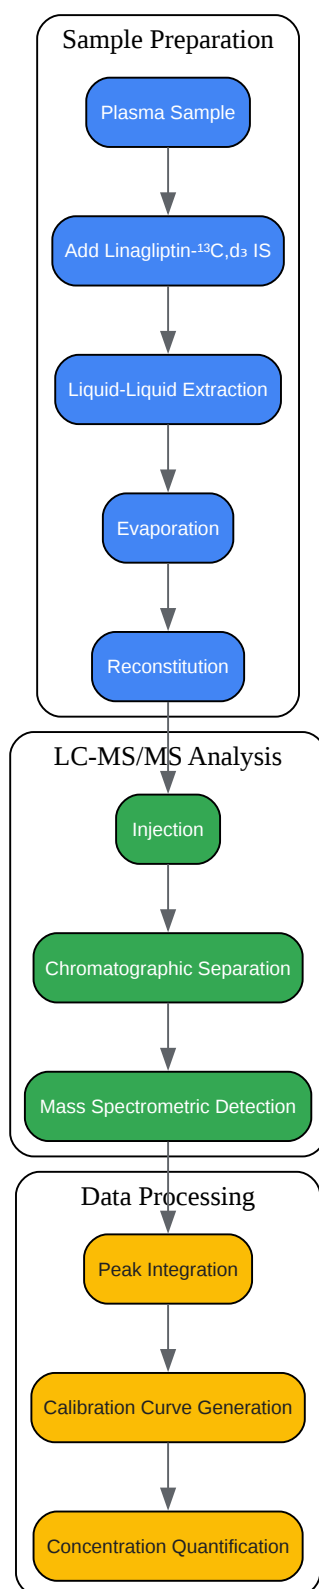 Sample Preparation
Plasma Sample
Add Linagliptin-¹³C,d₃ IS
Liquid-Liquid Extraction
Evaporation
Reconstitution
LC-MS/MS Analysis
Injection
Chromatographic Separation
Mass Spectrometric Detection
Data Processing
Peak Integration
Calibration Curve Generation
Concentration Quantification